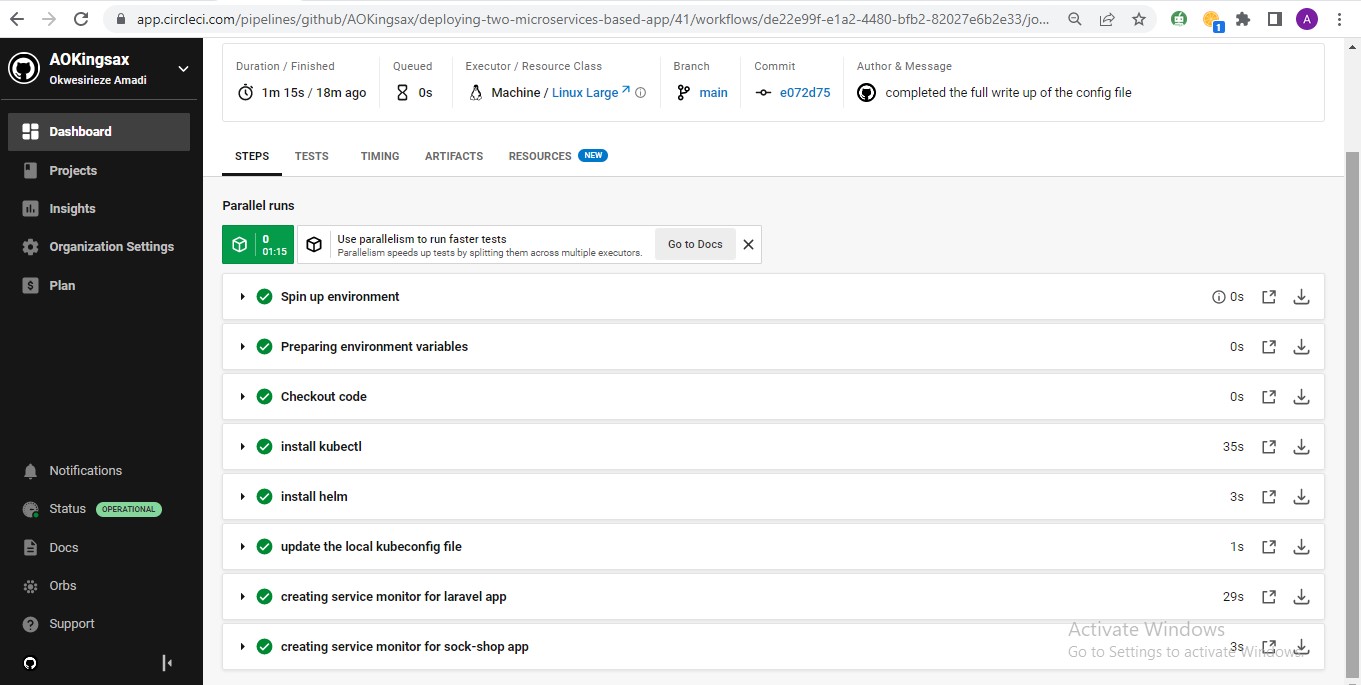 app.circleci.com/pipelines/github/AOKingsax/deploying-two-microservices-based-app/41/workflows/de22e99f-e1a2-4480-bfb2-82027e6b2e33/jo...
1
A
AOKingsax
Okwesirieze Amadi
Dashboard
Projects
Insights
Organization Settings
Plan
Notifications
Status OPERATIONAL
Docs
Orbs
Support
Duration / Finished
1m 15s / 18m ago
Queued
0s
Executor / Resource Class
Machine / Linux Large
Branch
main
Commit
e072d75
Author & Message
completed the full write up of the config file
STEPS TESTS TIMING ARTIFACTS RESOURCES NEW
Parallel runs
0
01:15
Use parallelism to run faster tests
Parallelism speeds up tests by splitting them across multiple executors.
Go to Docs
Spin up environment 0s
Preparing environment variables 0s
Checkout code 0s
install kubectl 35s
install helm 3s
update the local kubeconfig file 1s
creating service monitor for laravel app 29s
creating service monitor for sock-shop app 3s
Activate Windows
Go to Settings to activate Windows.